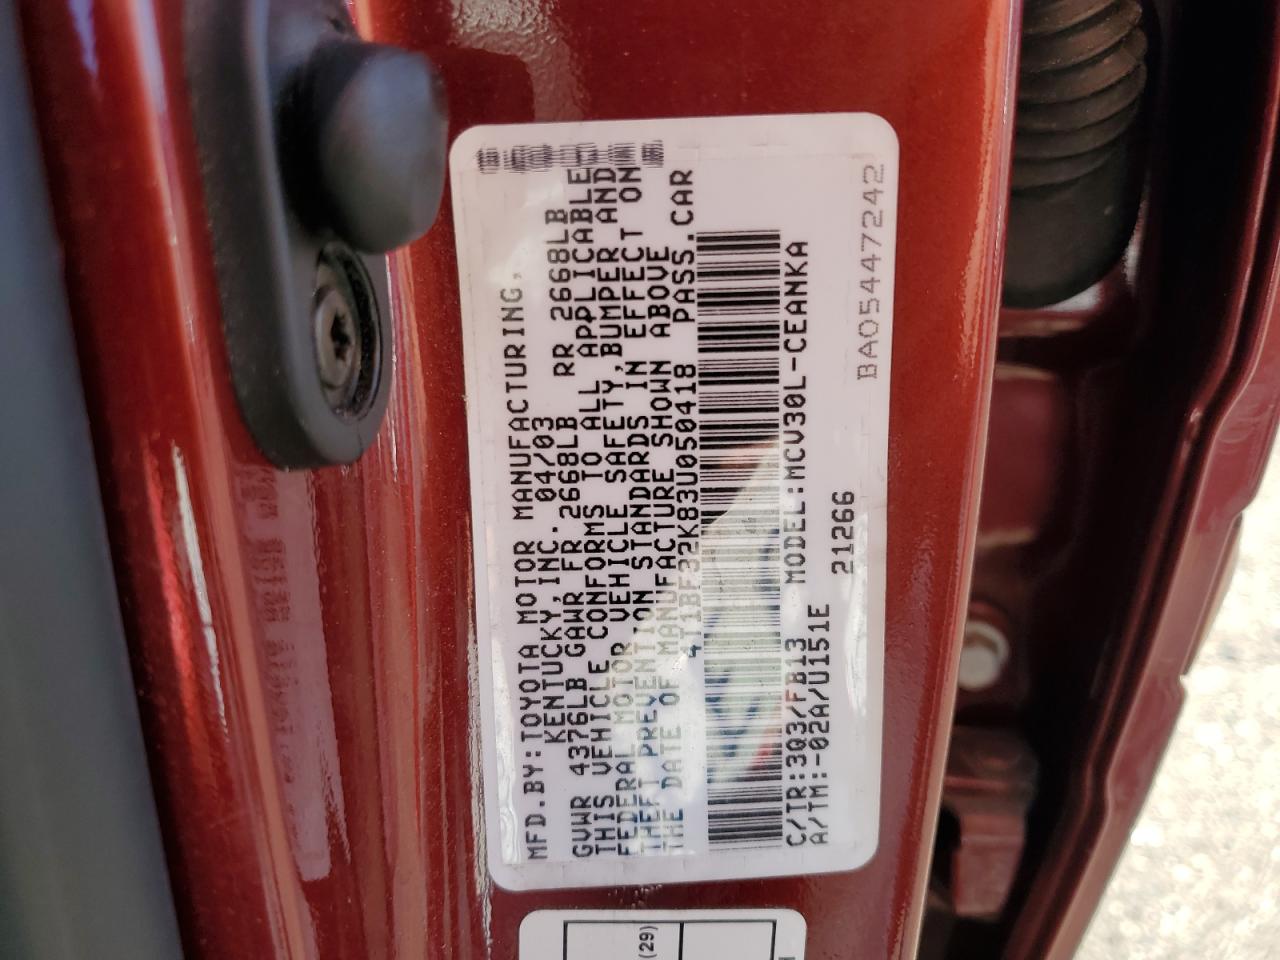 MFD.BY:TOYOTA MOTOR MANUFACTURING,
KENTUCKY,INC. 04/03
GVWR 4376LB GAWR FR 2668LB RR 2668LB
THIS VEHICLE CONFORMS TO ALL APPLICABLE
FEDERAL MOTOR VEHICLE SAFETY,BUMPER AND
THEFT PREVENTION STANDARDS IN EFFECT ON
THE DATE OF MANUFACTURE SHOWN ABOVE
4T1BF32K83U050418 PASS.CAR
C/TR:3Q3/FB13 MODEL:MCV30L-CEANKA
A/TM:-02A/U151E 21266
BA05447242
(29)